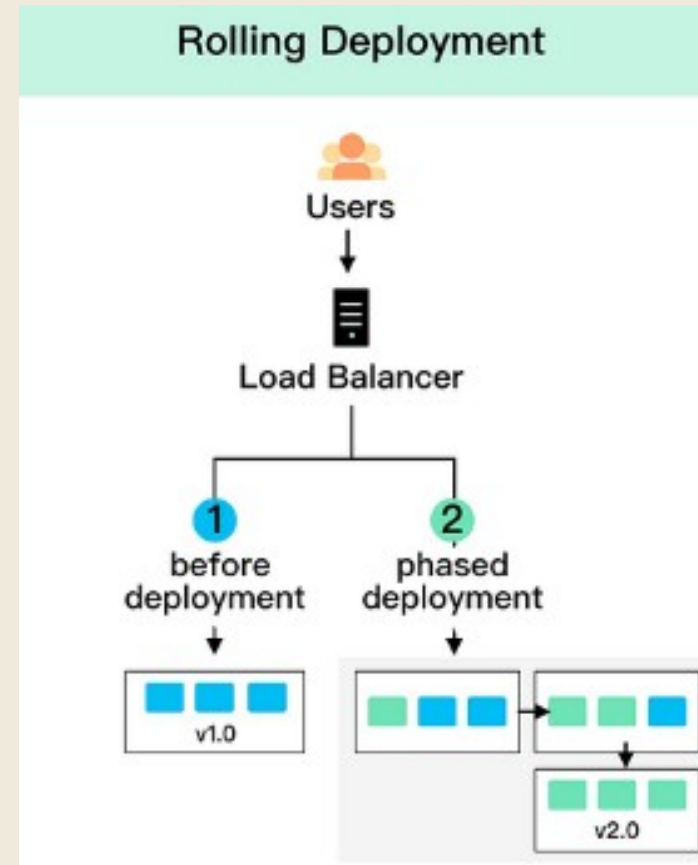 Rolling Deployment
Users
Load Balancer
1
before
deployment
2
phased
deployment
v1.0
v2.0